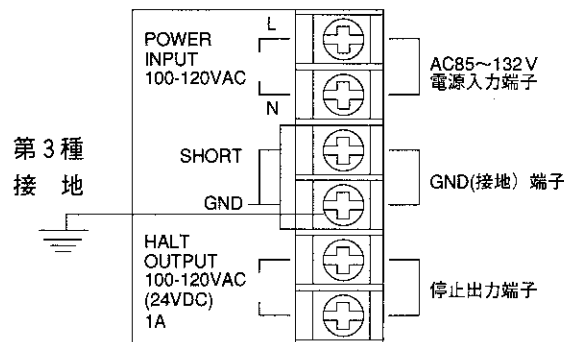 L
POWER
INPUT
100-120VAC
N
AC85～132V
電源入力端子
第3種
接 地
SHORT
GND
GND(接地) 端子
HALT
OUTPUT
100-120VAC
(24VDC)
1A
停止出力端子